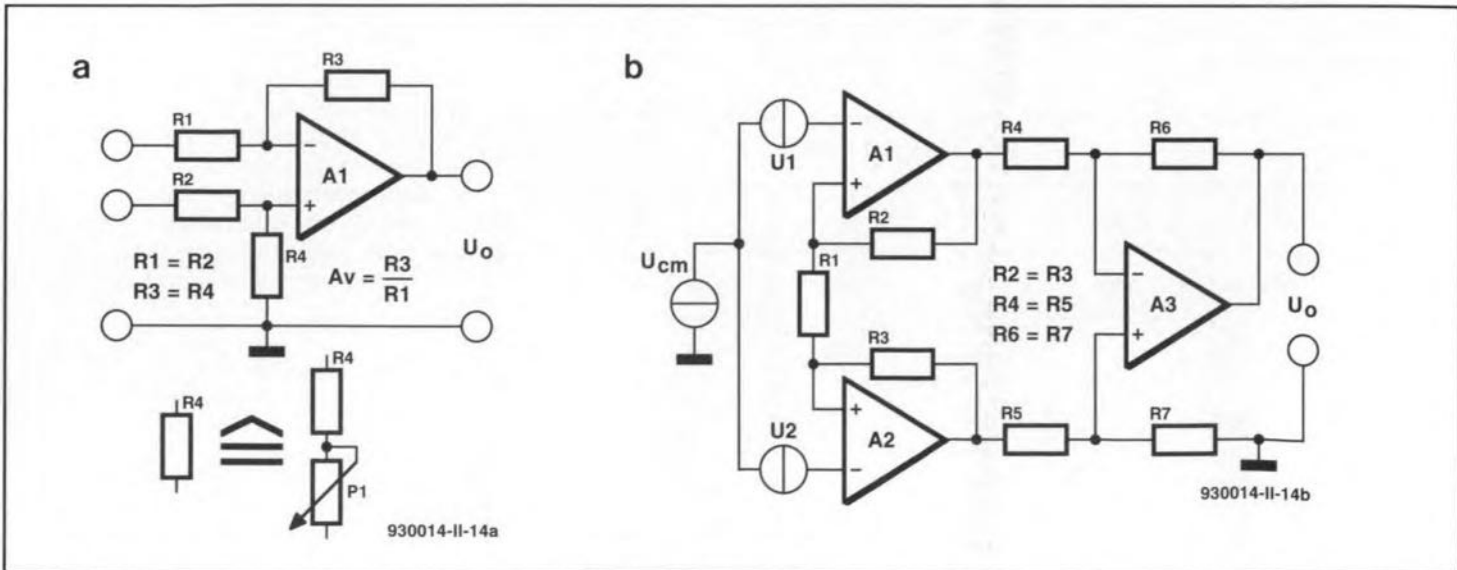 a
R3
R1
R2
A1
R4
R1 = R2
R3 = R4
Av = R3
R1
Uo
R4
R4
P1
930014-II-14a
b
U1
A1
R4
R6
R2
Ucm
R1
R2 = R3
R4 = R5
R6 = R7
A3
Uo
R3
U2
A2
R5
R7
930014-II-14b
- + - + + - - +